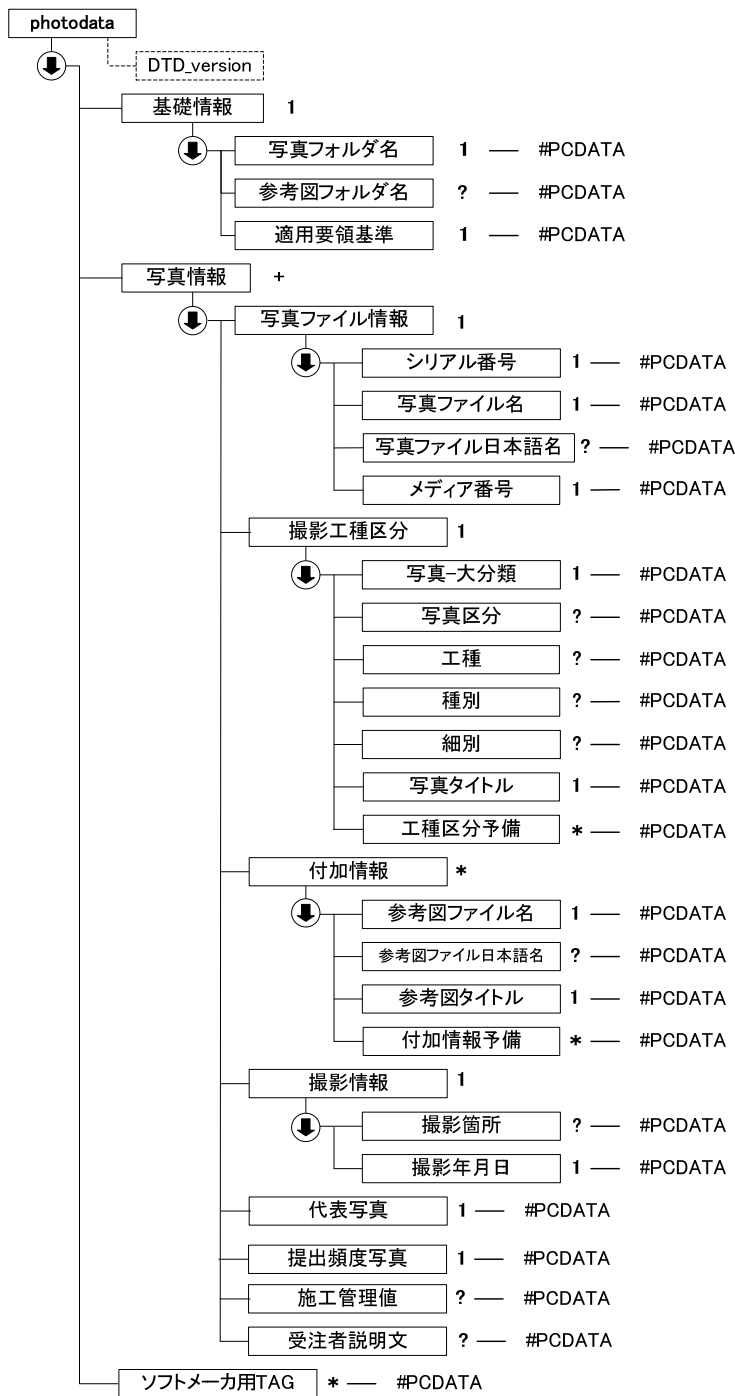 photodata
DTD_version
基礎情報 1
写真フォルダ名 1 — #PCDATA
参考図フォルダ名 ? — #PCDATA
適用要領基準 1 — #PCDATA
写真情報 +
写真ファイル情報 1
シリアル番号 1 — #PCDATA
写真ファイル名 1 — #PCDATA
写真ファイル日本語名 ? — #PCDATA
メディア番号 1 — #PCDATA
撮影工種区分 1
写真-大分類 1 — #PCDATA
写真区分 ? — #PCDATA
工種 ? — #PCDATA
種別 ? — #PCDATA
細別 ? — #PCDATA
写真タイトル 1 — #PCDATA
工種区分予備 * — #PCDATA
付加情報 *
参考図ファイル名 1 — #PCDATA
参考図ファイル日本語名 ? — #PCDATA
参考図タイトル 1 — #PCDATA
付加情報予備 * — #PCDATA
撮影情報 1
撮影箇所 ? — #PCDATA
撮影年月日 1 — #PCDATA
代表写真 1 — #PCDATA
提出頻度写真 1 — #PCDATA
施工管理値 ? — #PCDATA
受注者説明文 ? — #PCDATA
ソフトメーカ用TAG * — #PCDATA